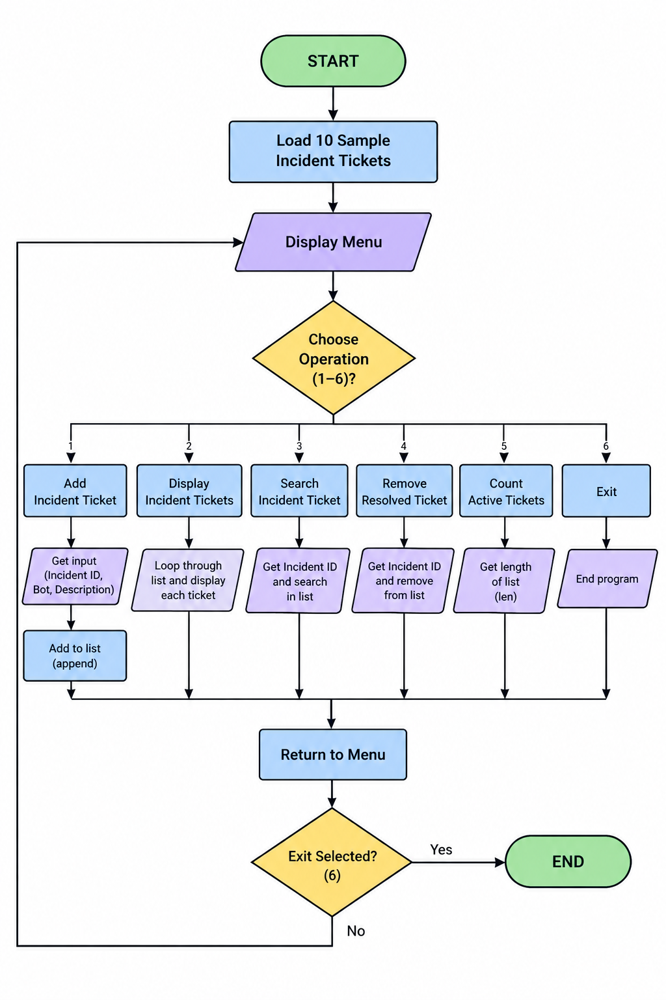 START
Load 10 Sample
Incident Tickets
Display Menu
Choose
Operation
(1–6)?
1
2
3
4
5
6
Add
Incident Ticket
Display
Incident Tickets
Search
Incident Ticket
Remove
Resolved Ticket
Count
Active Tickets
Exit
Get input
(Incident ID,
Bot, Description)
Loop through
list and display
each ticket
Get Incident ID
and search
in list
Get Incident ID
and remove
from list
Get length
of list
(len)
End program
Add to list
(append)
Return to Menu
Exit Selected?
(6)
Yes
END
No